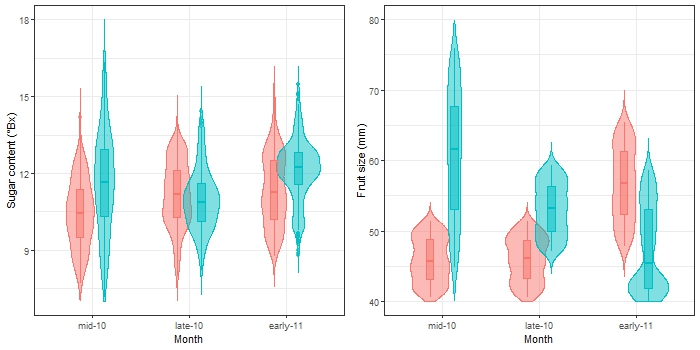 Sugar content (°Bx)
18
15
12
9
mid-10
late-10
early-11
Month
Fruit size (mm)
80
70
60
50
40
mid-10
late-10
early-11
Month